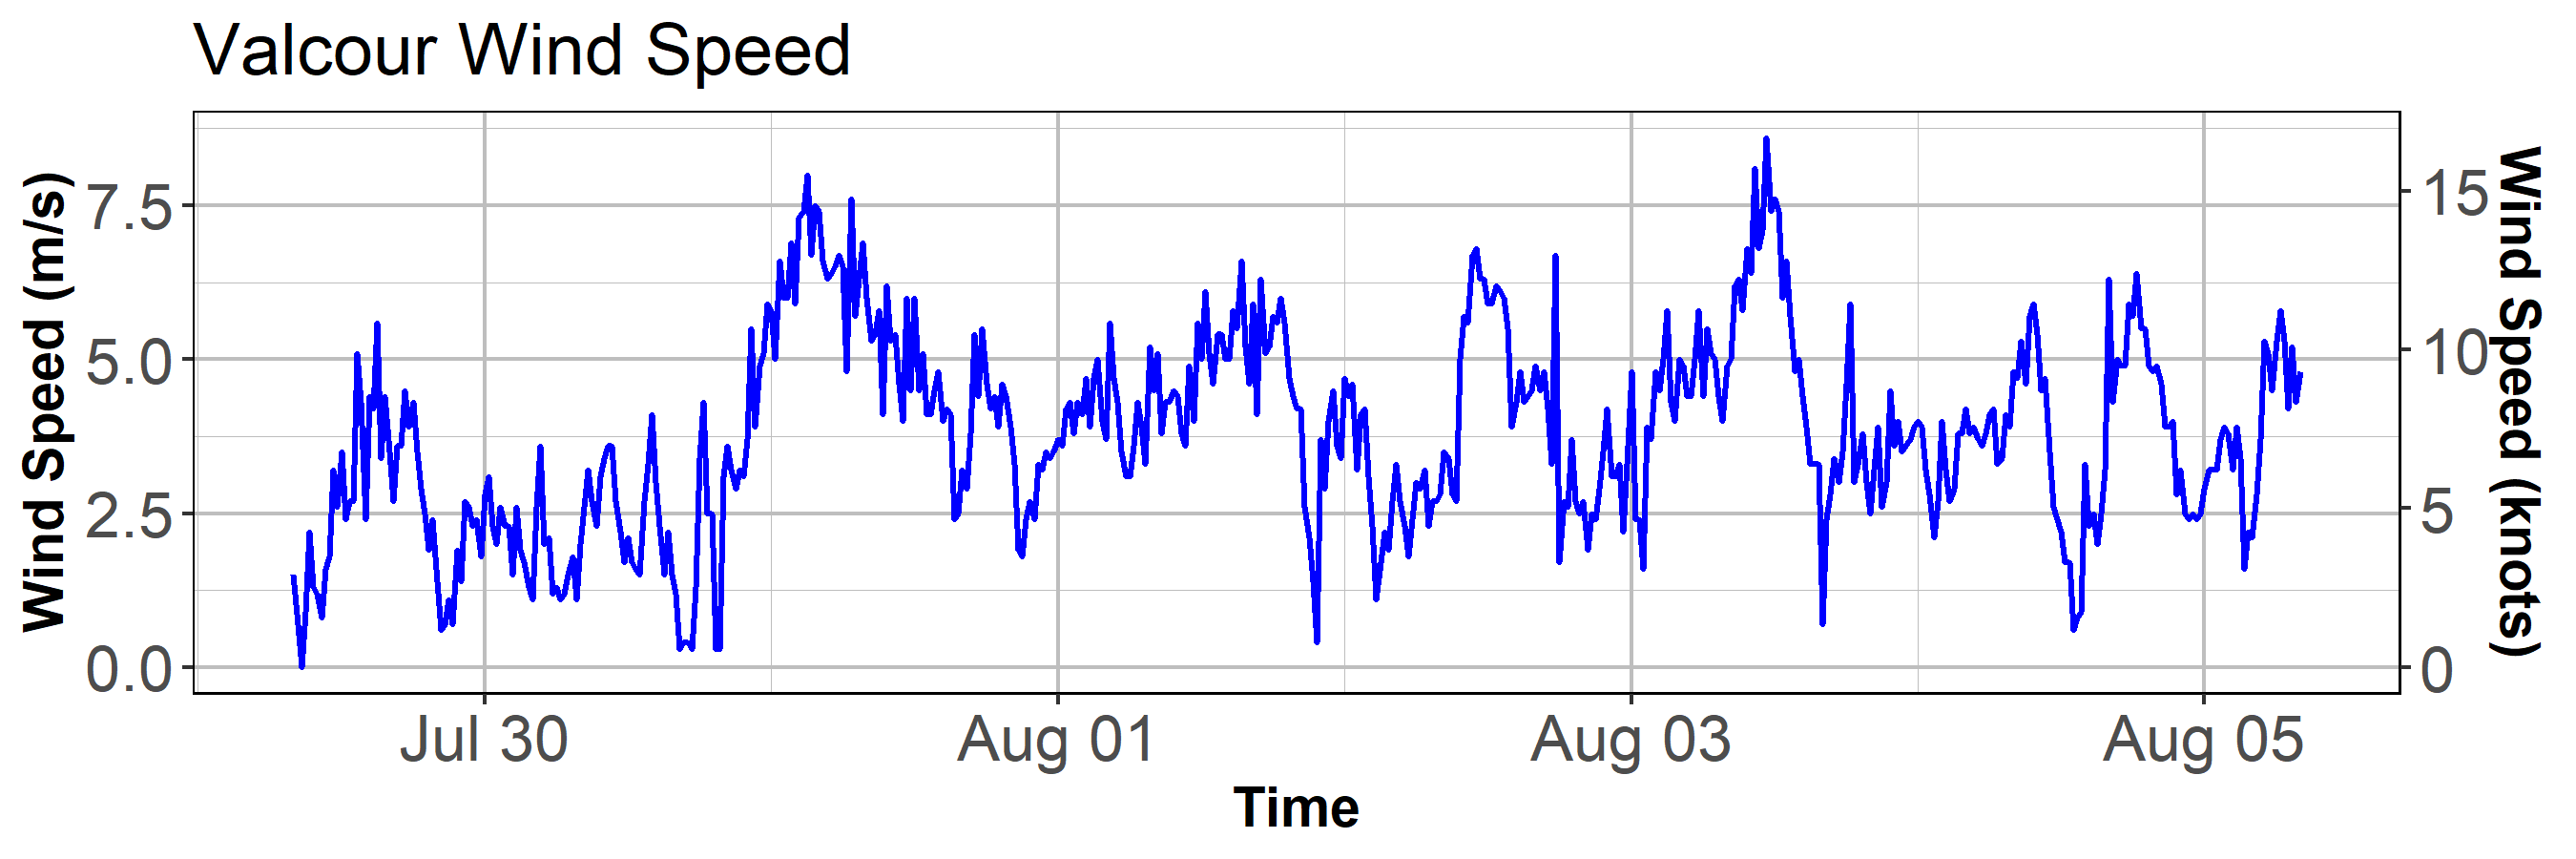 Valcour Wind Speed
Wind Speed (m/s)
7.5
5.0
2.5
0.0
15
10
5
0
Wind Speed (knots)
Jul 30
Aug 01
Aug 03
Aug 05
Time